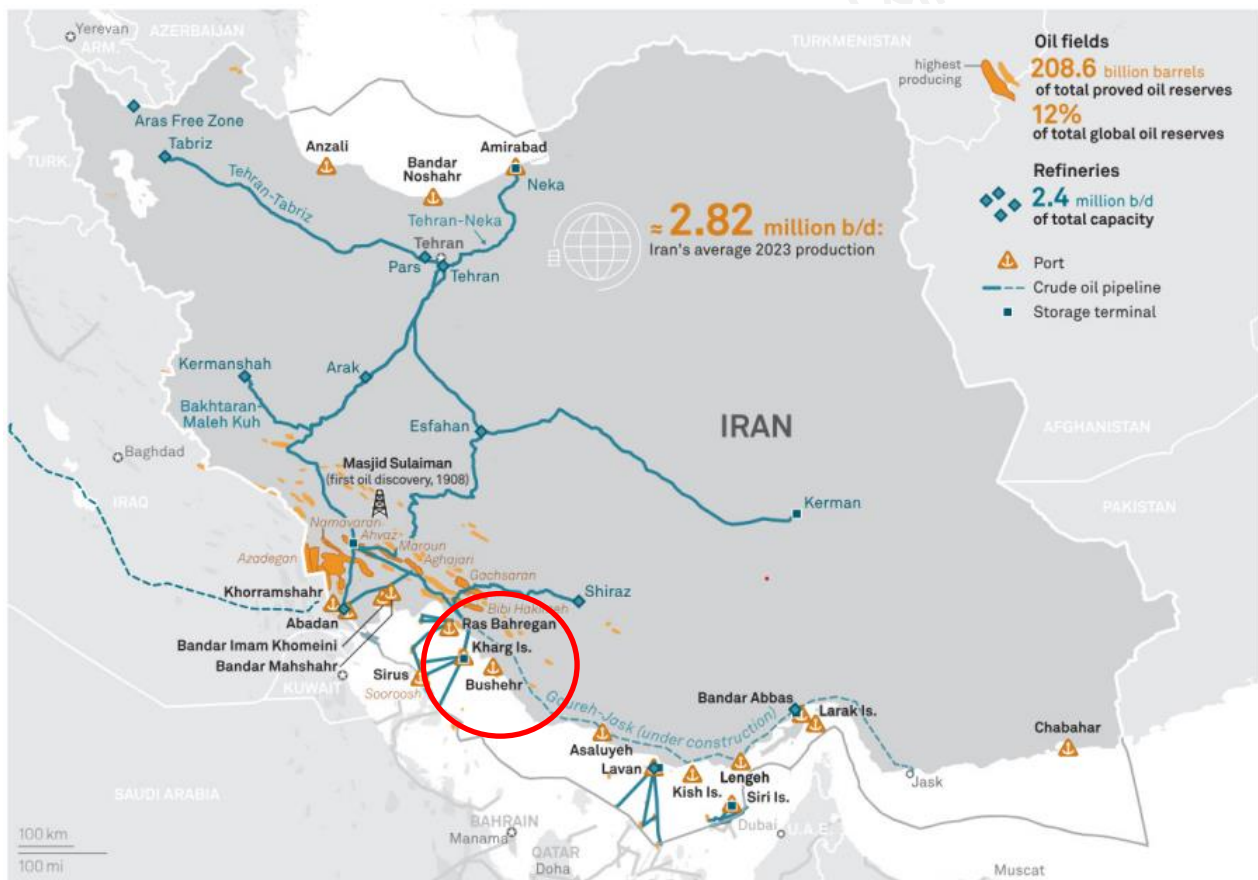 Yerevan
ARM.
AZERBAIJAN
TURKMENISTAN
Oil fields
highest
producing
208.6 billion barrels
of total proved oil reserves
12%
of total global oil reserves
Refineries
2.4 million b/d
of total capacity
Port
Crude oil pipeline
Storage terminal
Aras Free Zone
Tabriz
TURK.
Anzali
Bandar
Noshahr
Amirabad
Neka
Tehran-Tabriz
Tehran-Neka
Tehran
Pars
Tehran
≈ 2.82 million b/d:
Iran's average 2023 production
Kermanshah
Arak
Bakhtaran-
Maleh Kuh
Esfahan
IRAN
AFGHANISTAN
Baghdad
IRAQ
Masjid Sulaiman
(first oil discovery, 1908)
Kerman
PAKISTAN
Namavaran
Ahvaz
Maroun
Aghajari
Azadegan
Gachsaran
Bibi Hakimeh
Shiraz
Khorramshahr
Abadan
Bandar Imam Khomeini
Bandar Mahshahr
KUWAIT
Ras Bahregan
Kharg Is.
Bushehr
Sirus
Sooroosh
Goureh-Jask (under construction)
Bandar Abbas
Larak Is.
Chabahar
Asaluyeh
Lavan
Kish Is.
Lengeh
Siri Is.
Jask
SAUDI ARABIA
BAHRAIN
Manama
QATAR
Doha
Dubai
U.A.E.
Muscat
100 km
100 mi